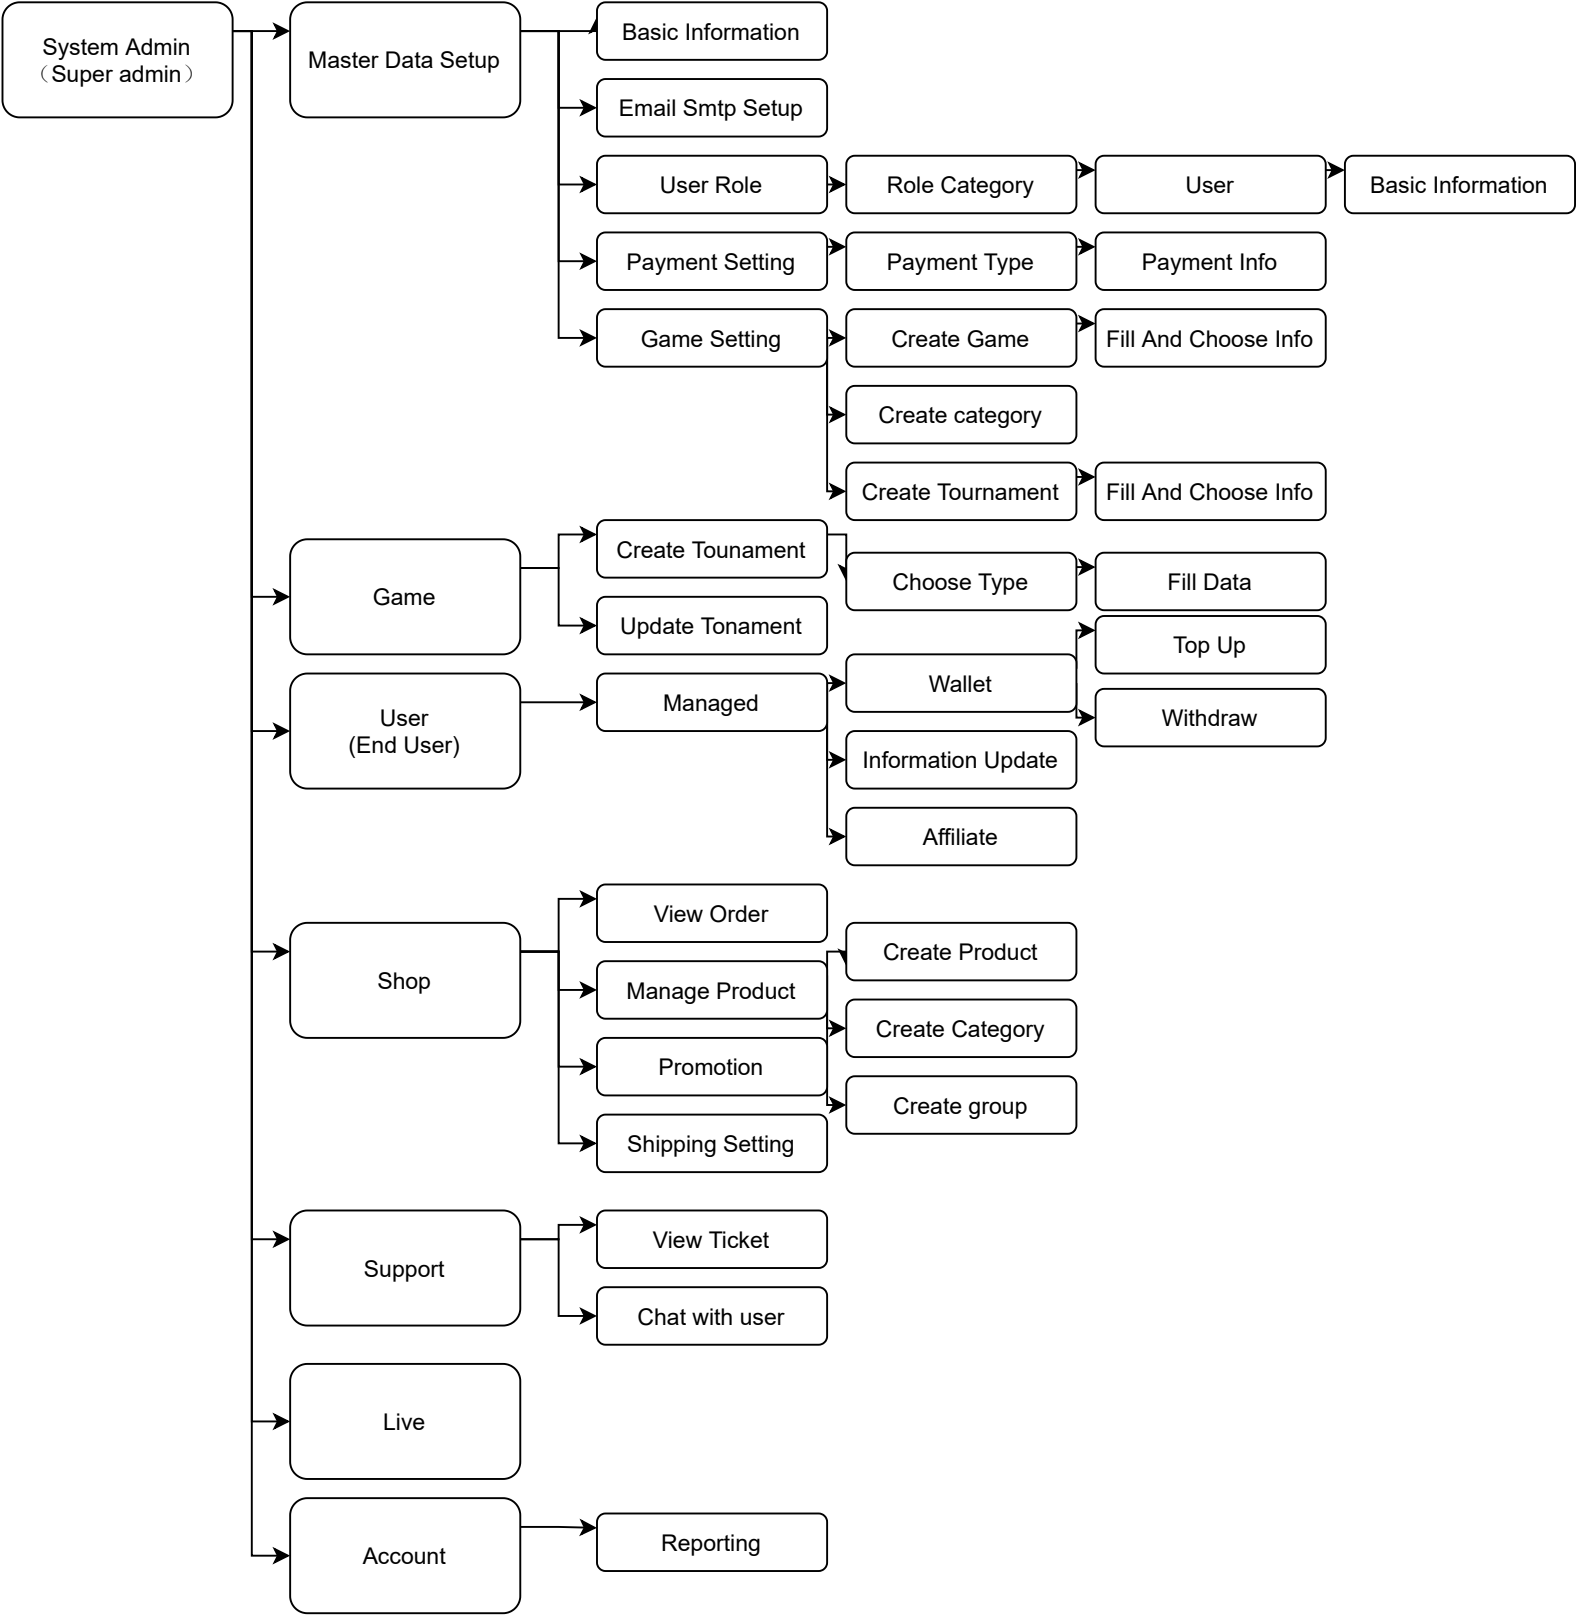 System Admin
（Super admin）
Master Data Setup
Basic Information
Email Smtp Setup
User Role
Role Category
User
Basic Information
Payment Setting
Payment Type
Payment Info
Game Setting
Create Game
Fill And Choose Info
Create category
Create Tournament
Fill And Choose Info
Game
Create Tounament
Choose Type
Fill Data
Update Tonament
User
(End User)
Managed
Wallet
Top Up
Withdraw
Information Update
Affiliate
Shop
View Order
Manage Product
Create Product
Create Category
Create group
Promotion
Shipping Setting
Support
View Ticket
Chat with user
Live
Account
Reporting